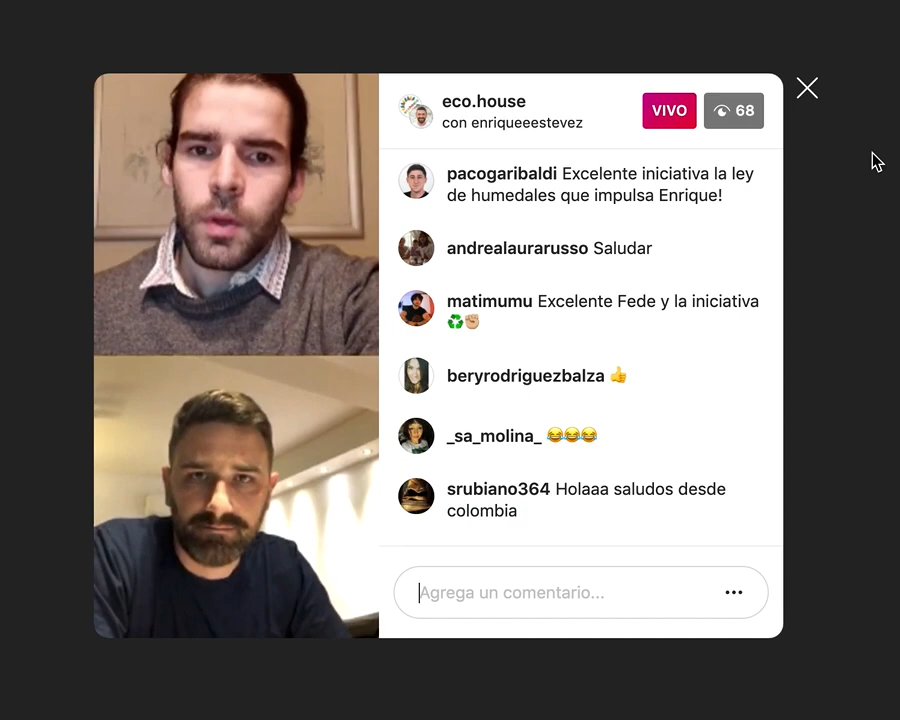 eco.house
con enriqueeestevez
VIVO
68
pacogaribaldi Excelente iniciativa la ley
de humedales que impulsa Enrique!
andrealaurarusso Saludar
matimumu Excelente Fede y la iniciativa
♻️✊🏼
beryrodriguezbalza 👍
_sa_molina_ 😂😂😂
srubiano364 Holaaa saludos desde
colombia
Agrega un comentario...